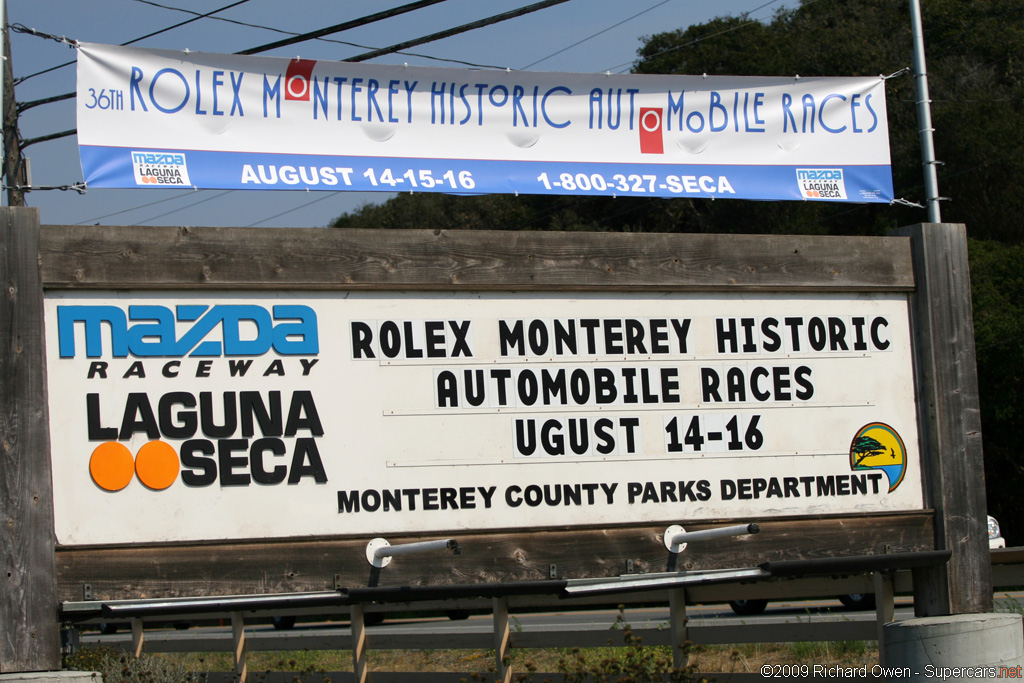 36TH ROLEX MONTEREY HISTORIC AUTOMOBILE RACES
mazda
RACEWAY
LAGUNA
SECA
AUGUST 14-15-16 1-800-327-SECA
mazda
RACEWAY
LAGUNA
SECA
mazda
RACEWAY
LAGUNA
SECA
ROLEX MONTEREY HISTORIC
AUTOMOBILE RACES
UGUST 14-16
MONTEREY COUNTY PARKS DEPARTMENT
©2009 Richard Owen - Supercars.net